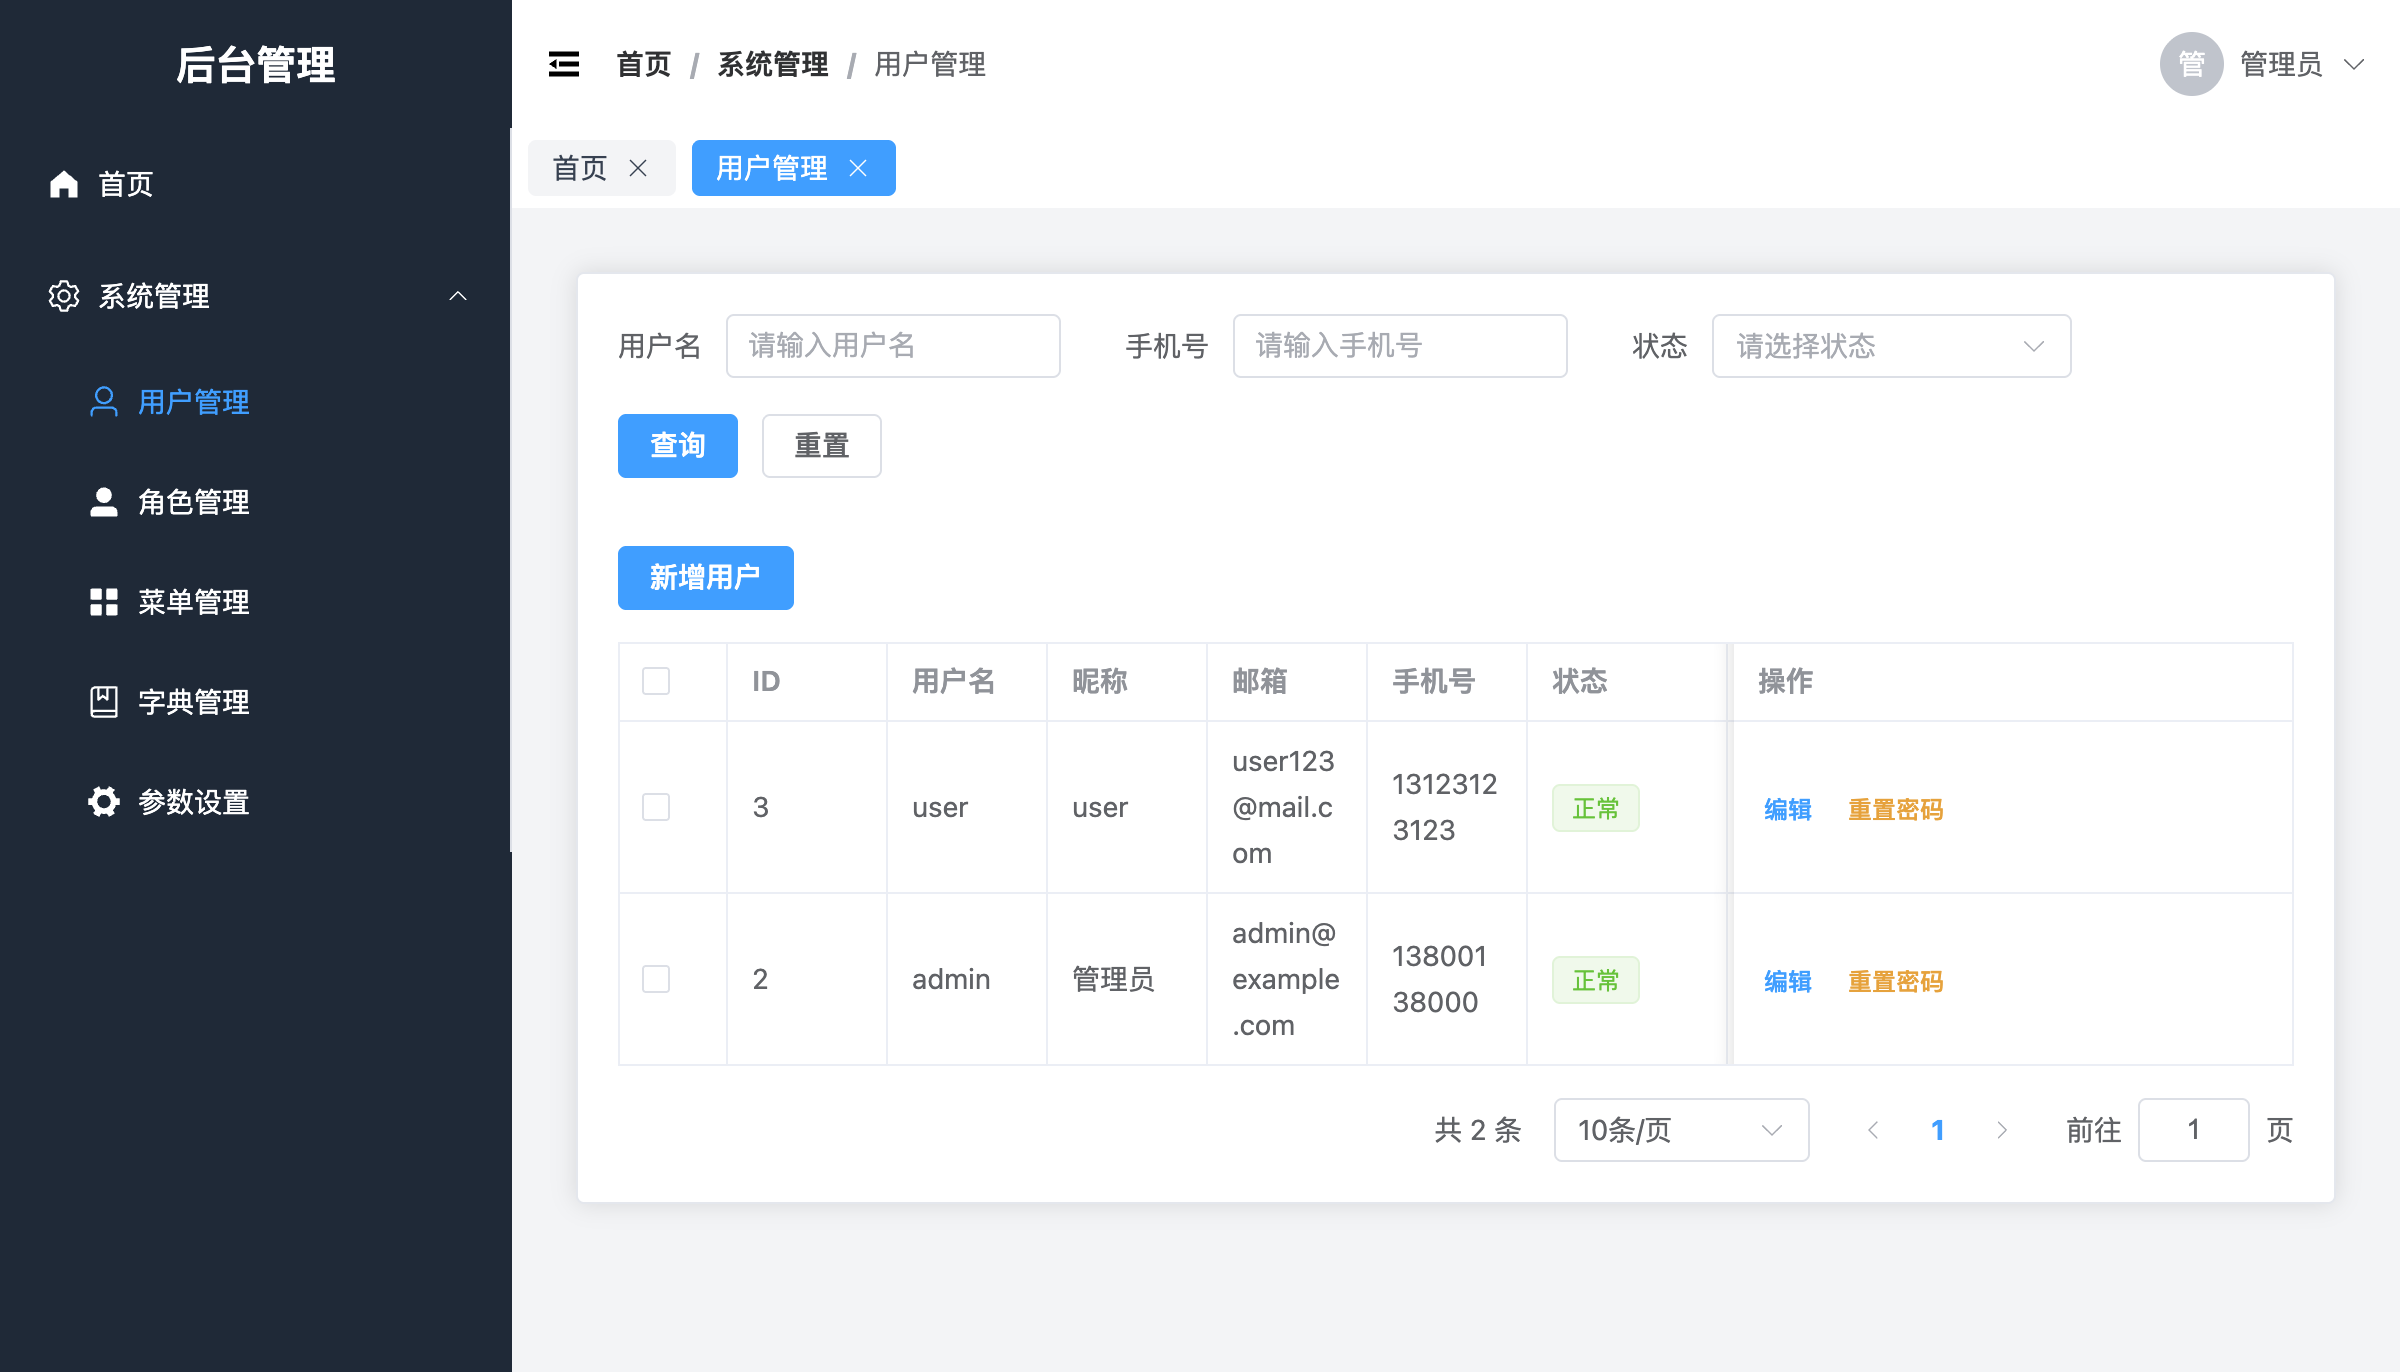 后台管理
首页
系统管理
用户管理
角色管理
菜单管理
字典管理
参数设置
首页 / 系统管理 / 用户管理
管 管理员
首页 用户管理
用户名 请输入用户名 手机号 请输入手机号 状态 请选择状态
查询 重置
新增用户
ID 用户名 昵称 邮箱 手机号 状态 操作
3 user user user123
@mail.c
om 1312312
3123 正常 编辑 重置密码
2 admin 管理员 admin@
example
.com 138001
38000 正常 编辑 重置密码
共 2 条 10条/页 1 前往 1 页